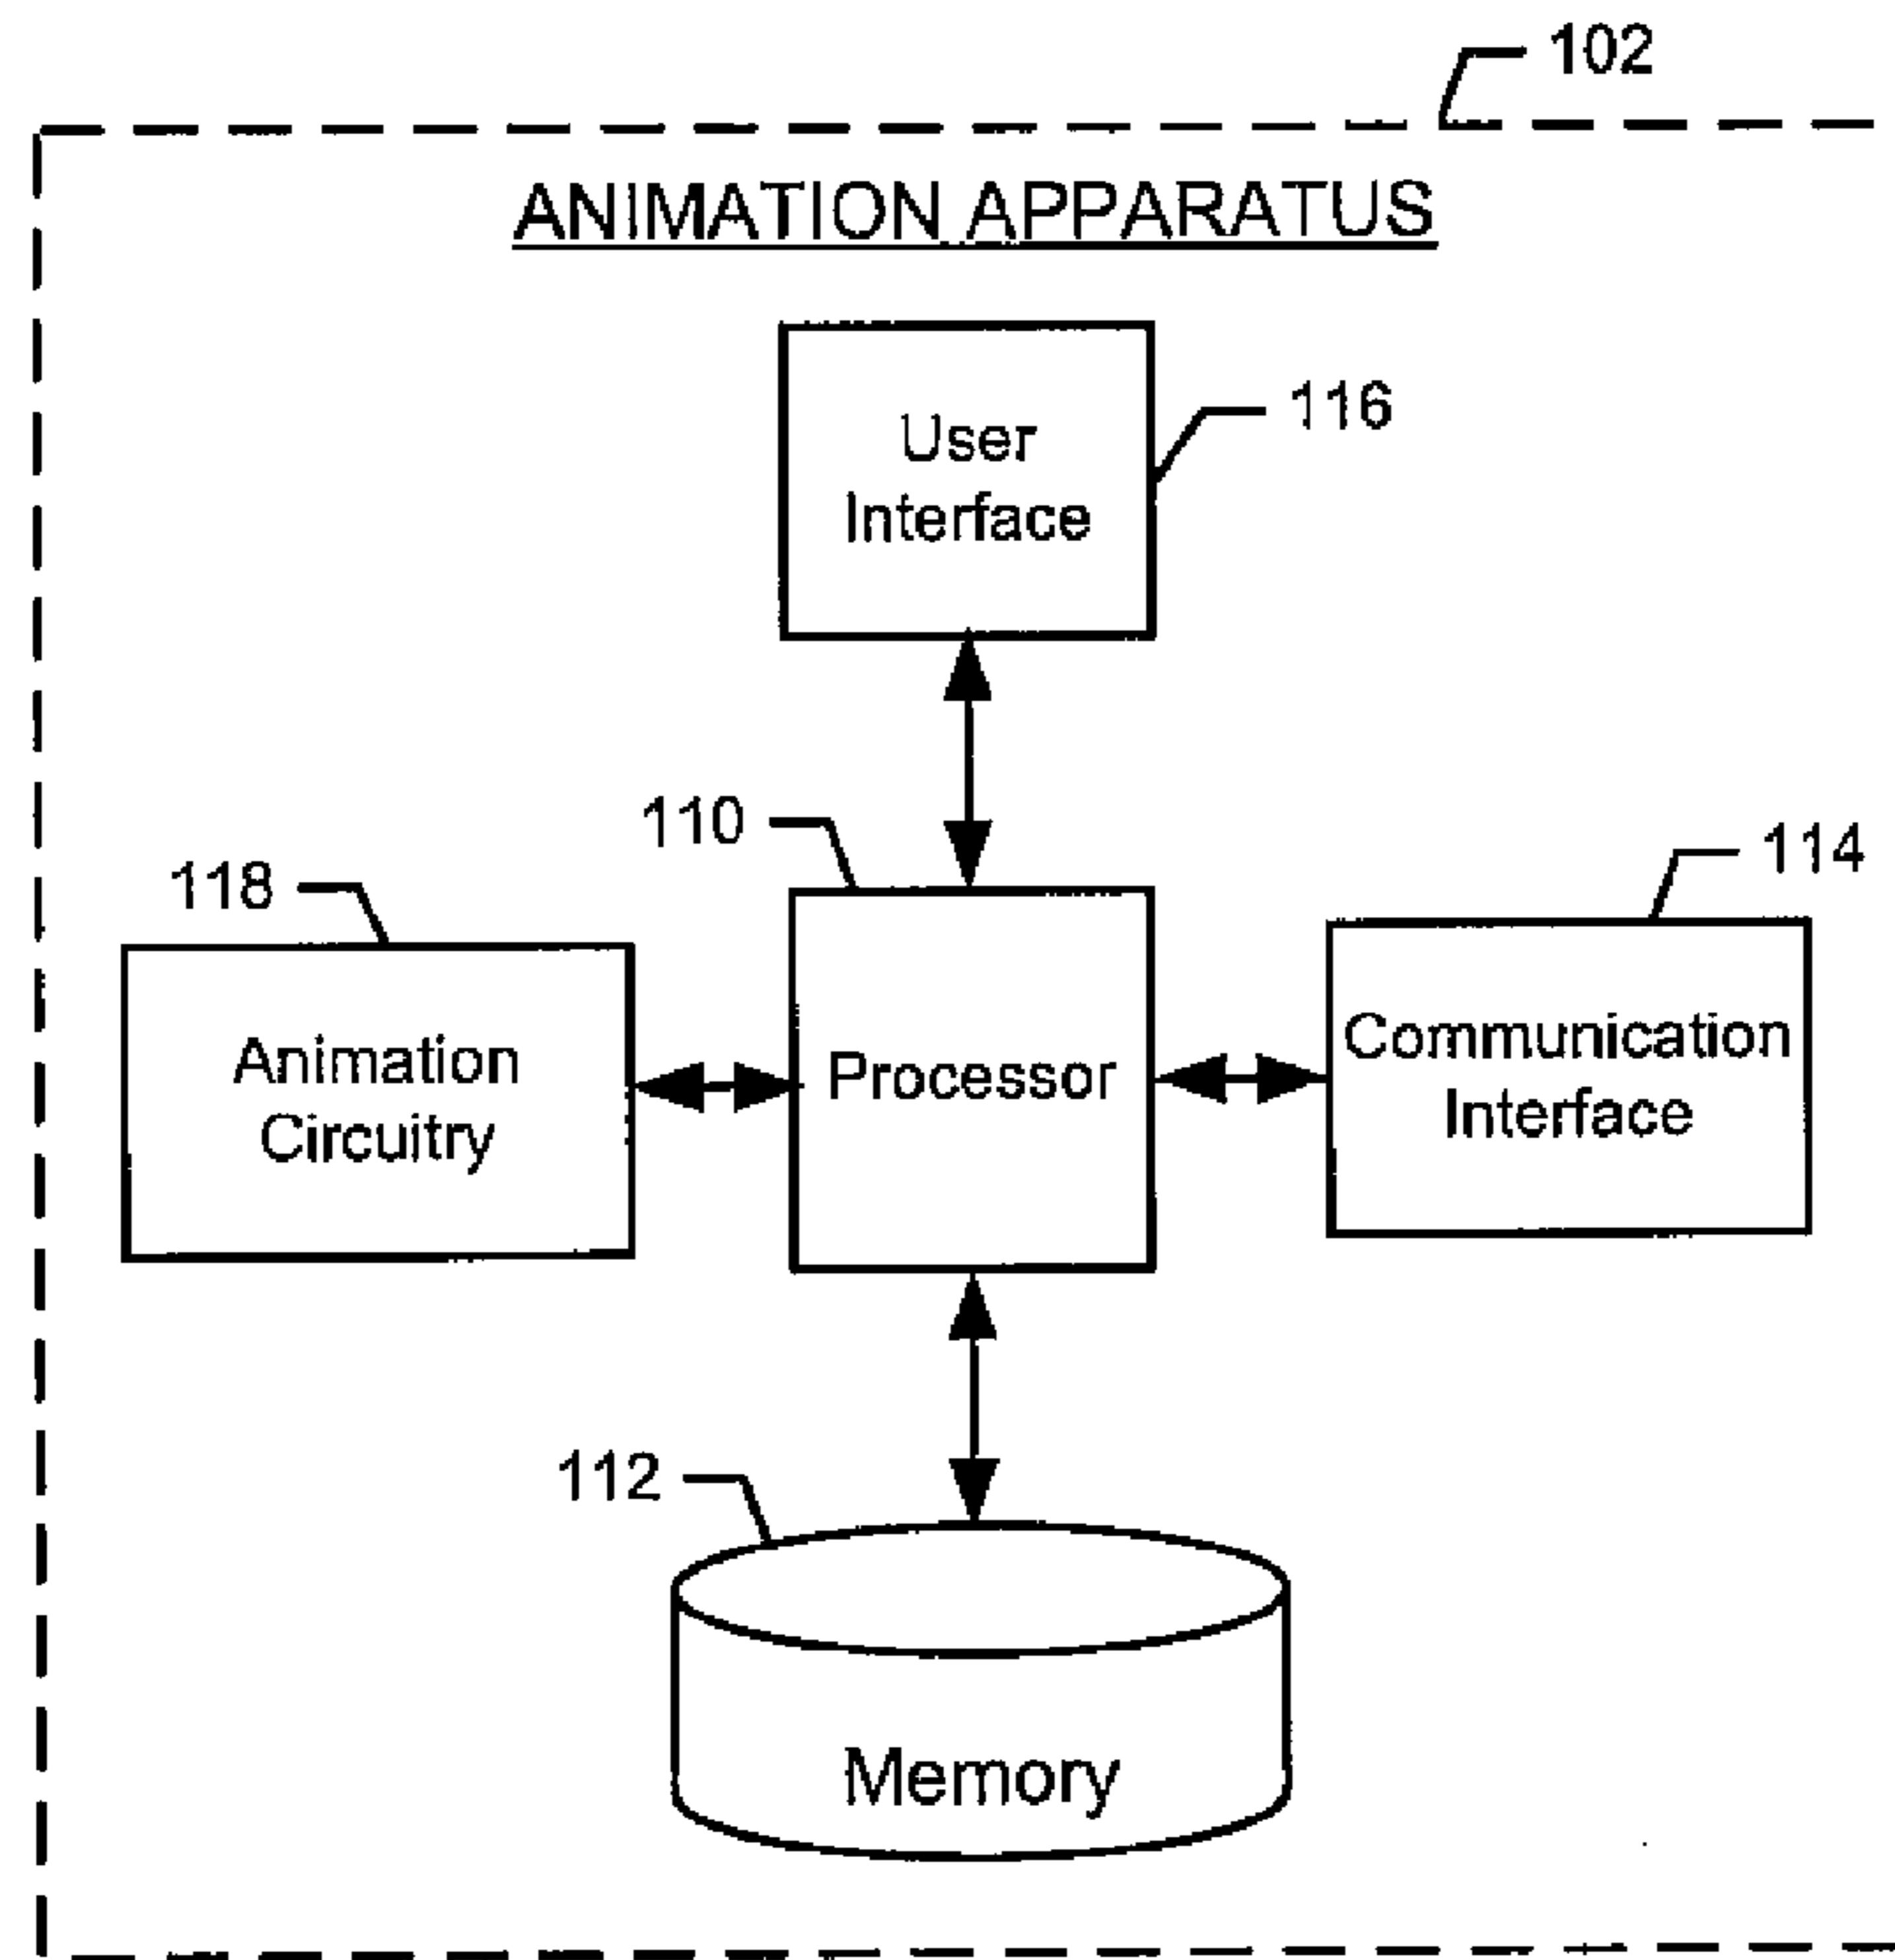 102
ANIMATION APPARATUS
User
Interface
116
110
118
114
Animation
Circuitry
Processor
Communication
Interface
112
Memory